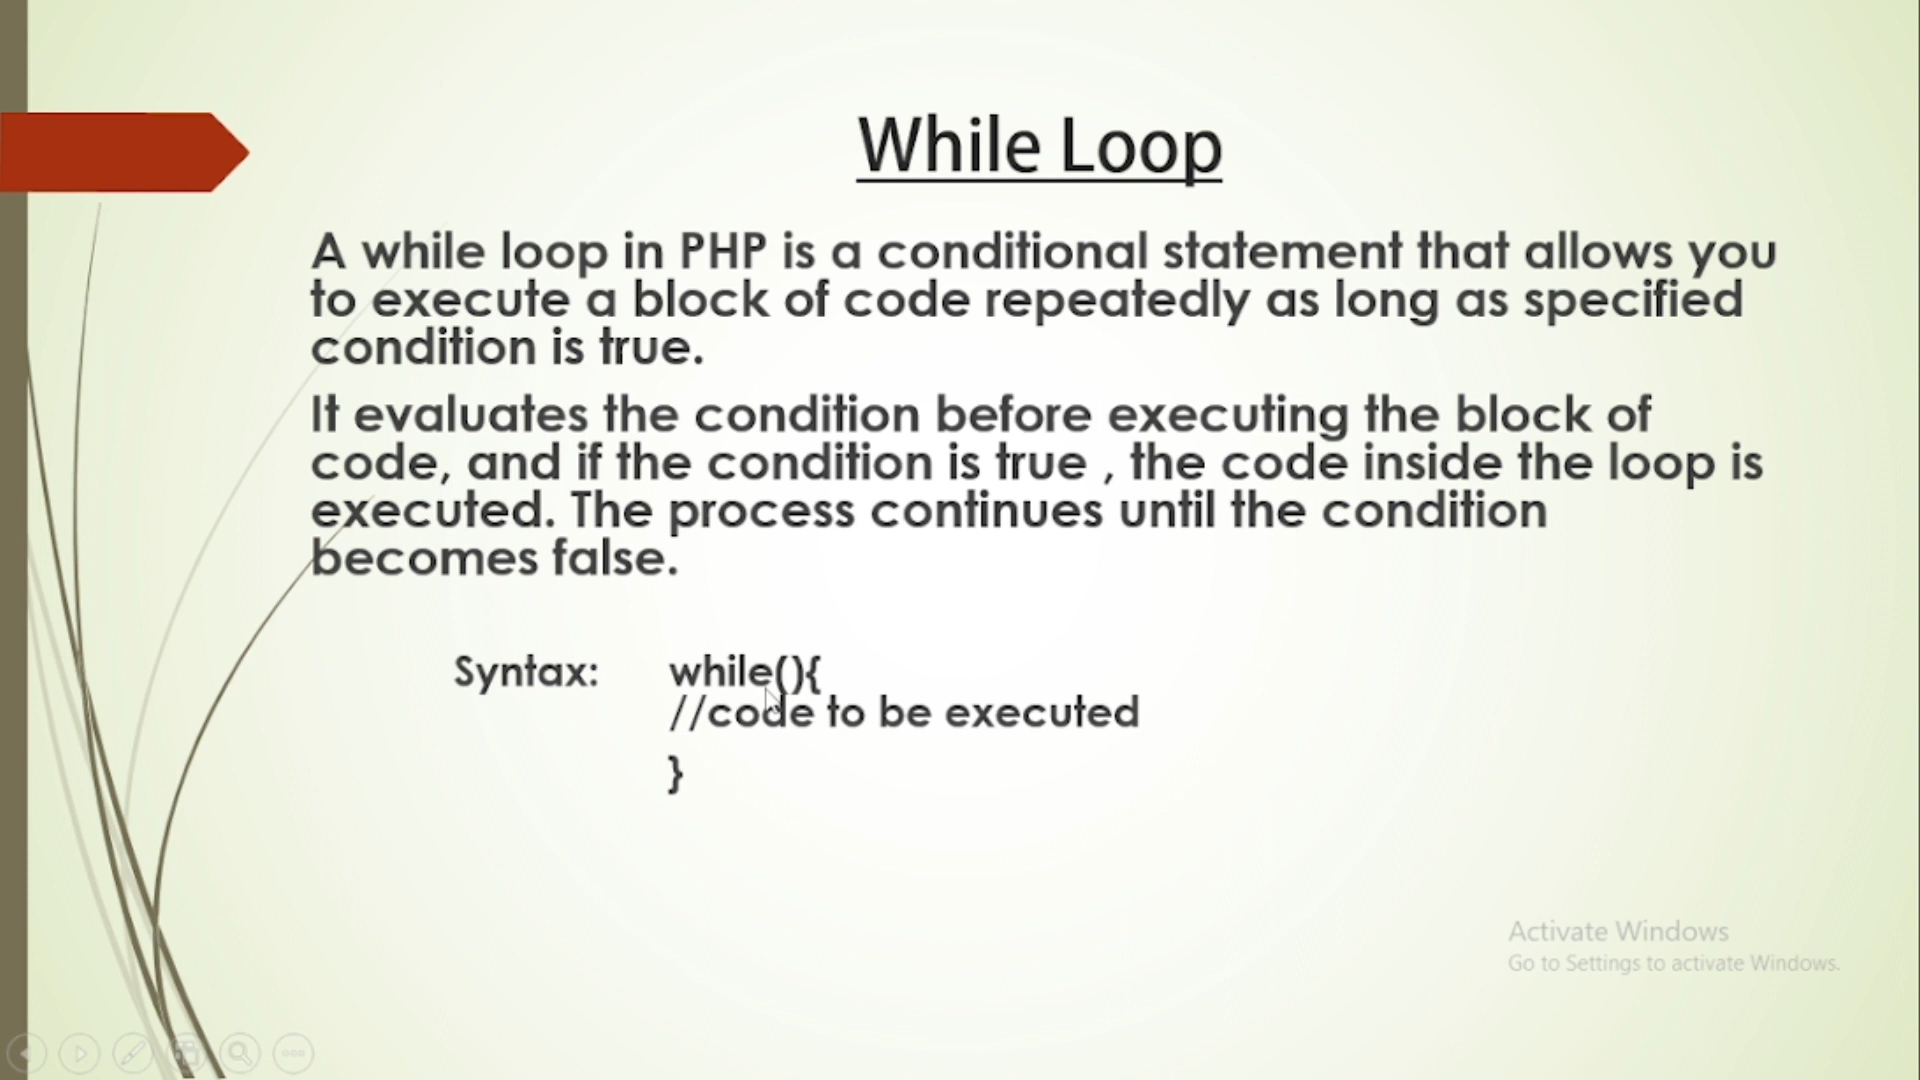 While Loop
A while loop in PHP is a conditional statement that allows you
to execute a block of code repeatedly as long as specified
condition is true.
It evaluates the condition before executing the block of
code, and if the condition is true , the code inside the loop is
executed. The process continues until the condition
becomes false.
Syntax: while(){
//code to be executed
}
Activate Windows
Go to Settings to activate Windows.